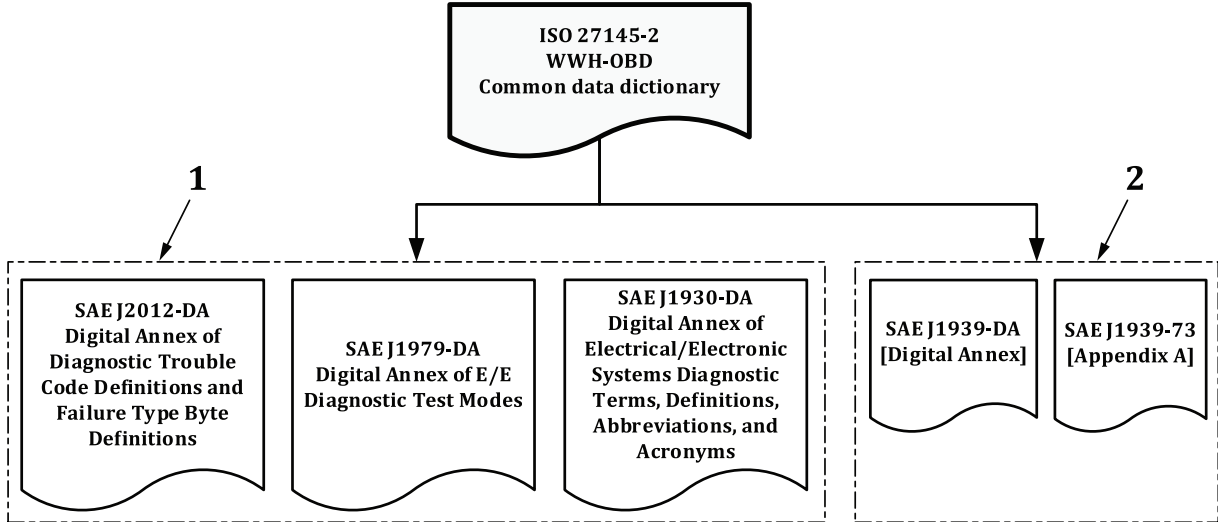 ISO 27145-2
WWH-OBD
Common data dictionary
1
2
SAE J2012-DA
Digital Annex of
Diagnostic Trouble
Code Definitions and
Failure Type Byte
Definitions
SAE J1979-DA
Digital Annex of E/E
Diagnostic Test Modes
SAE J1930-DA
Digital Annex of
Electrical/Electronic
Systems Diagnostic
Terms, Definitions,
Abbreviations, and
Acronyms
SAE J1939-DA
[Digital Annex]
SAE J1939-73
[Appendix A]